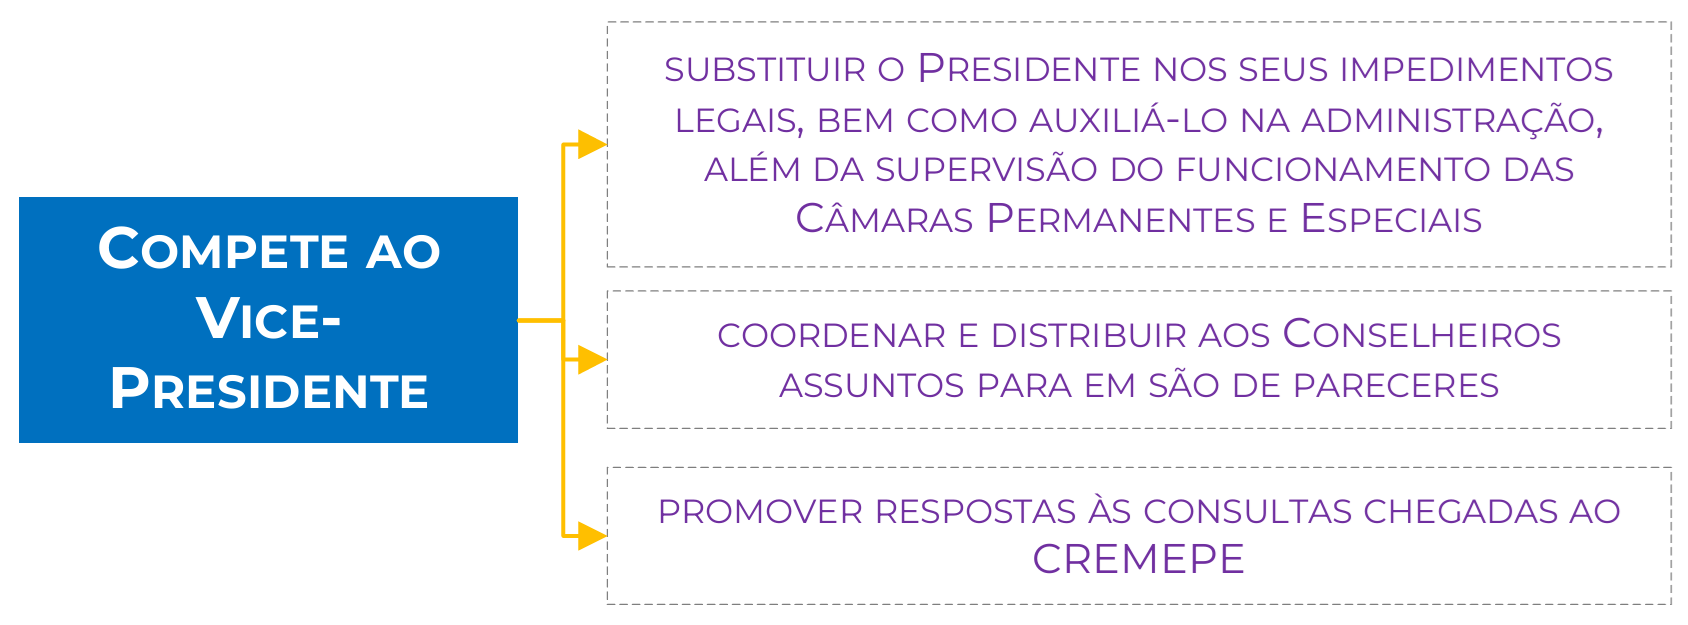 Compete ao
Vice-
Presidente
substituir o Presidente nos seus impedimentos
legais, bem como auxiliá-lo na administração,
além da supervisão do funcionamento das
Câmaras Permanentes e Especiais
coordenar e distribuir aos Conselheiros
assuntos para em são de pareceres
promover respostas às consultas chegadas ao
CREMEPE